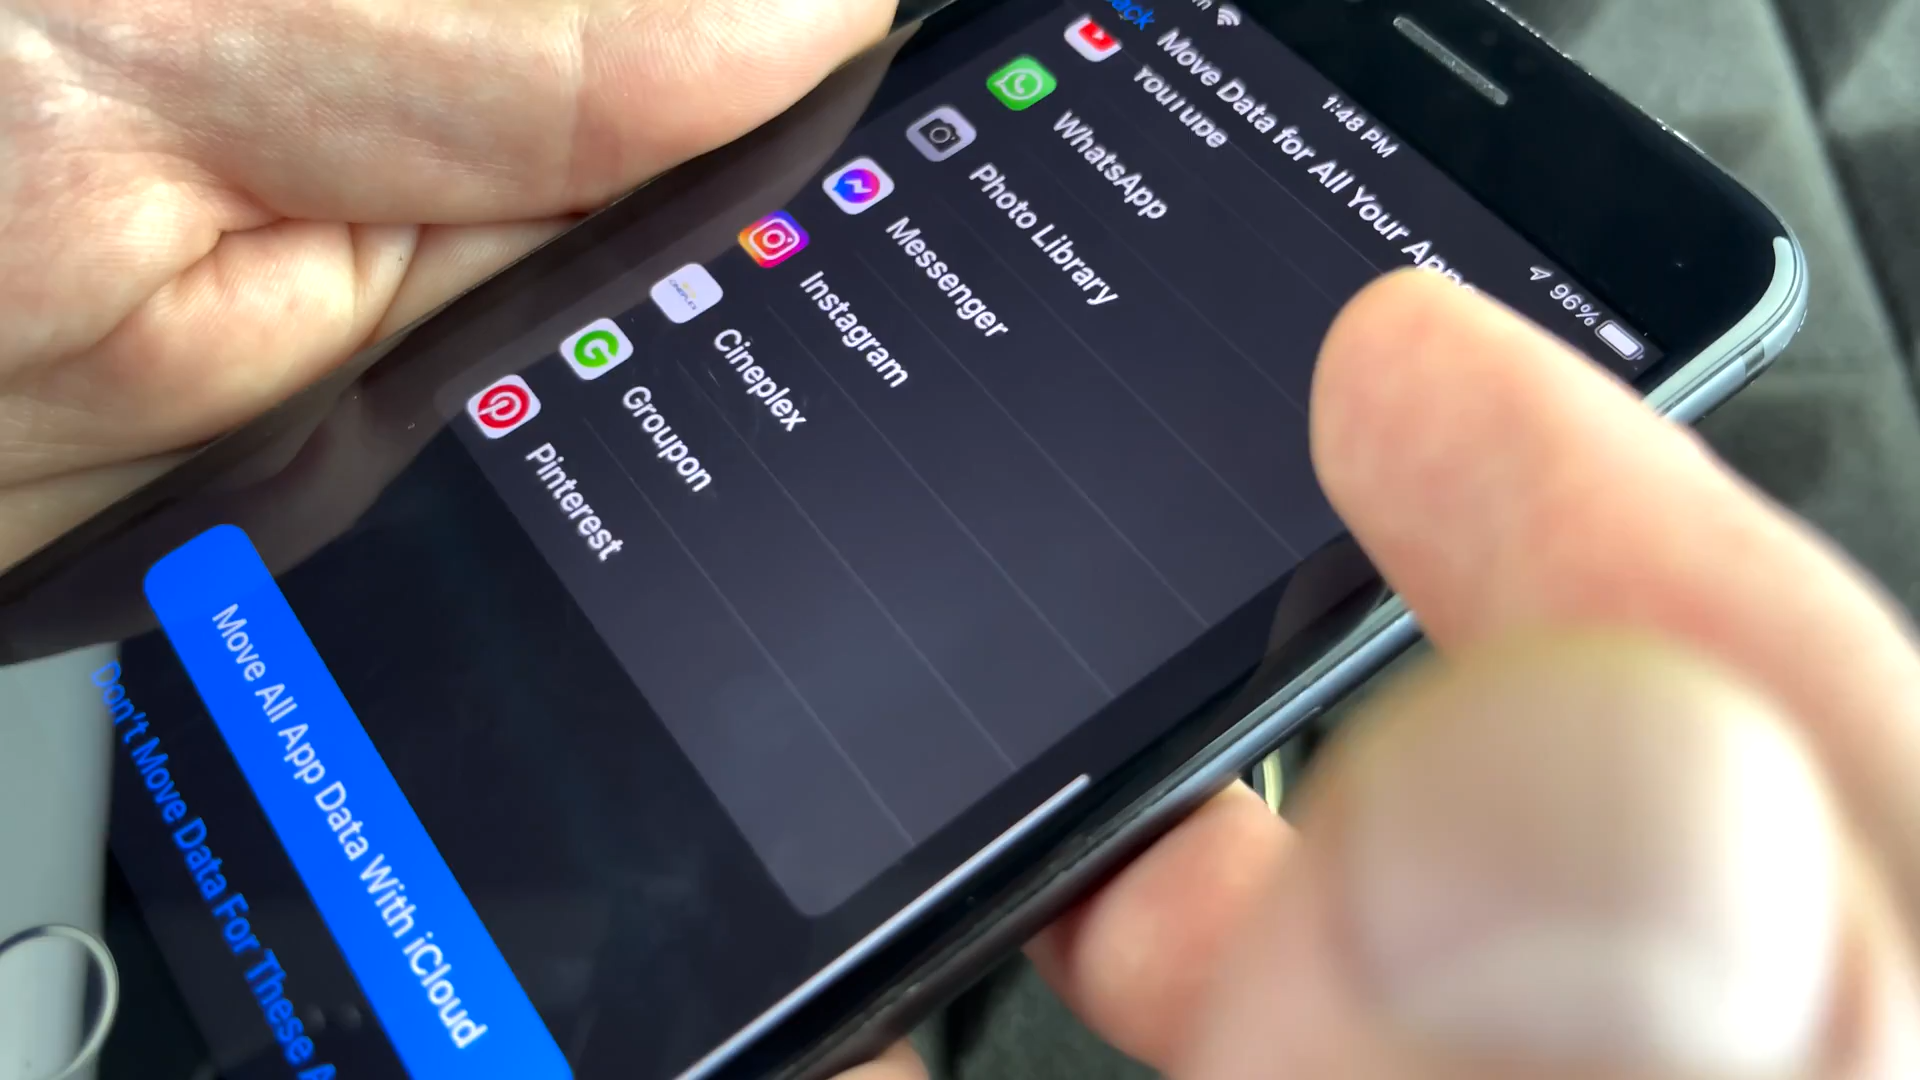 1:48 PM
96%
Move Data for All Your Apps
YouTube
WhatsApp
Photo Library
Messenger
Instagram
CINEPLEX
Cineplex
Groupon
Pinterest
Move All App Data With iCloud
Don't Move Data For These